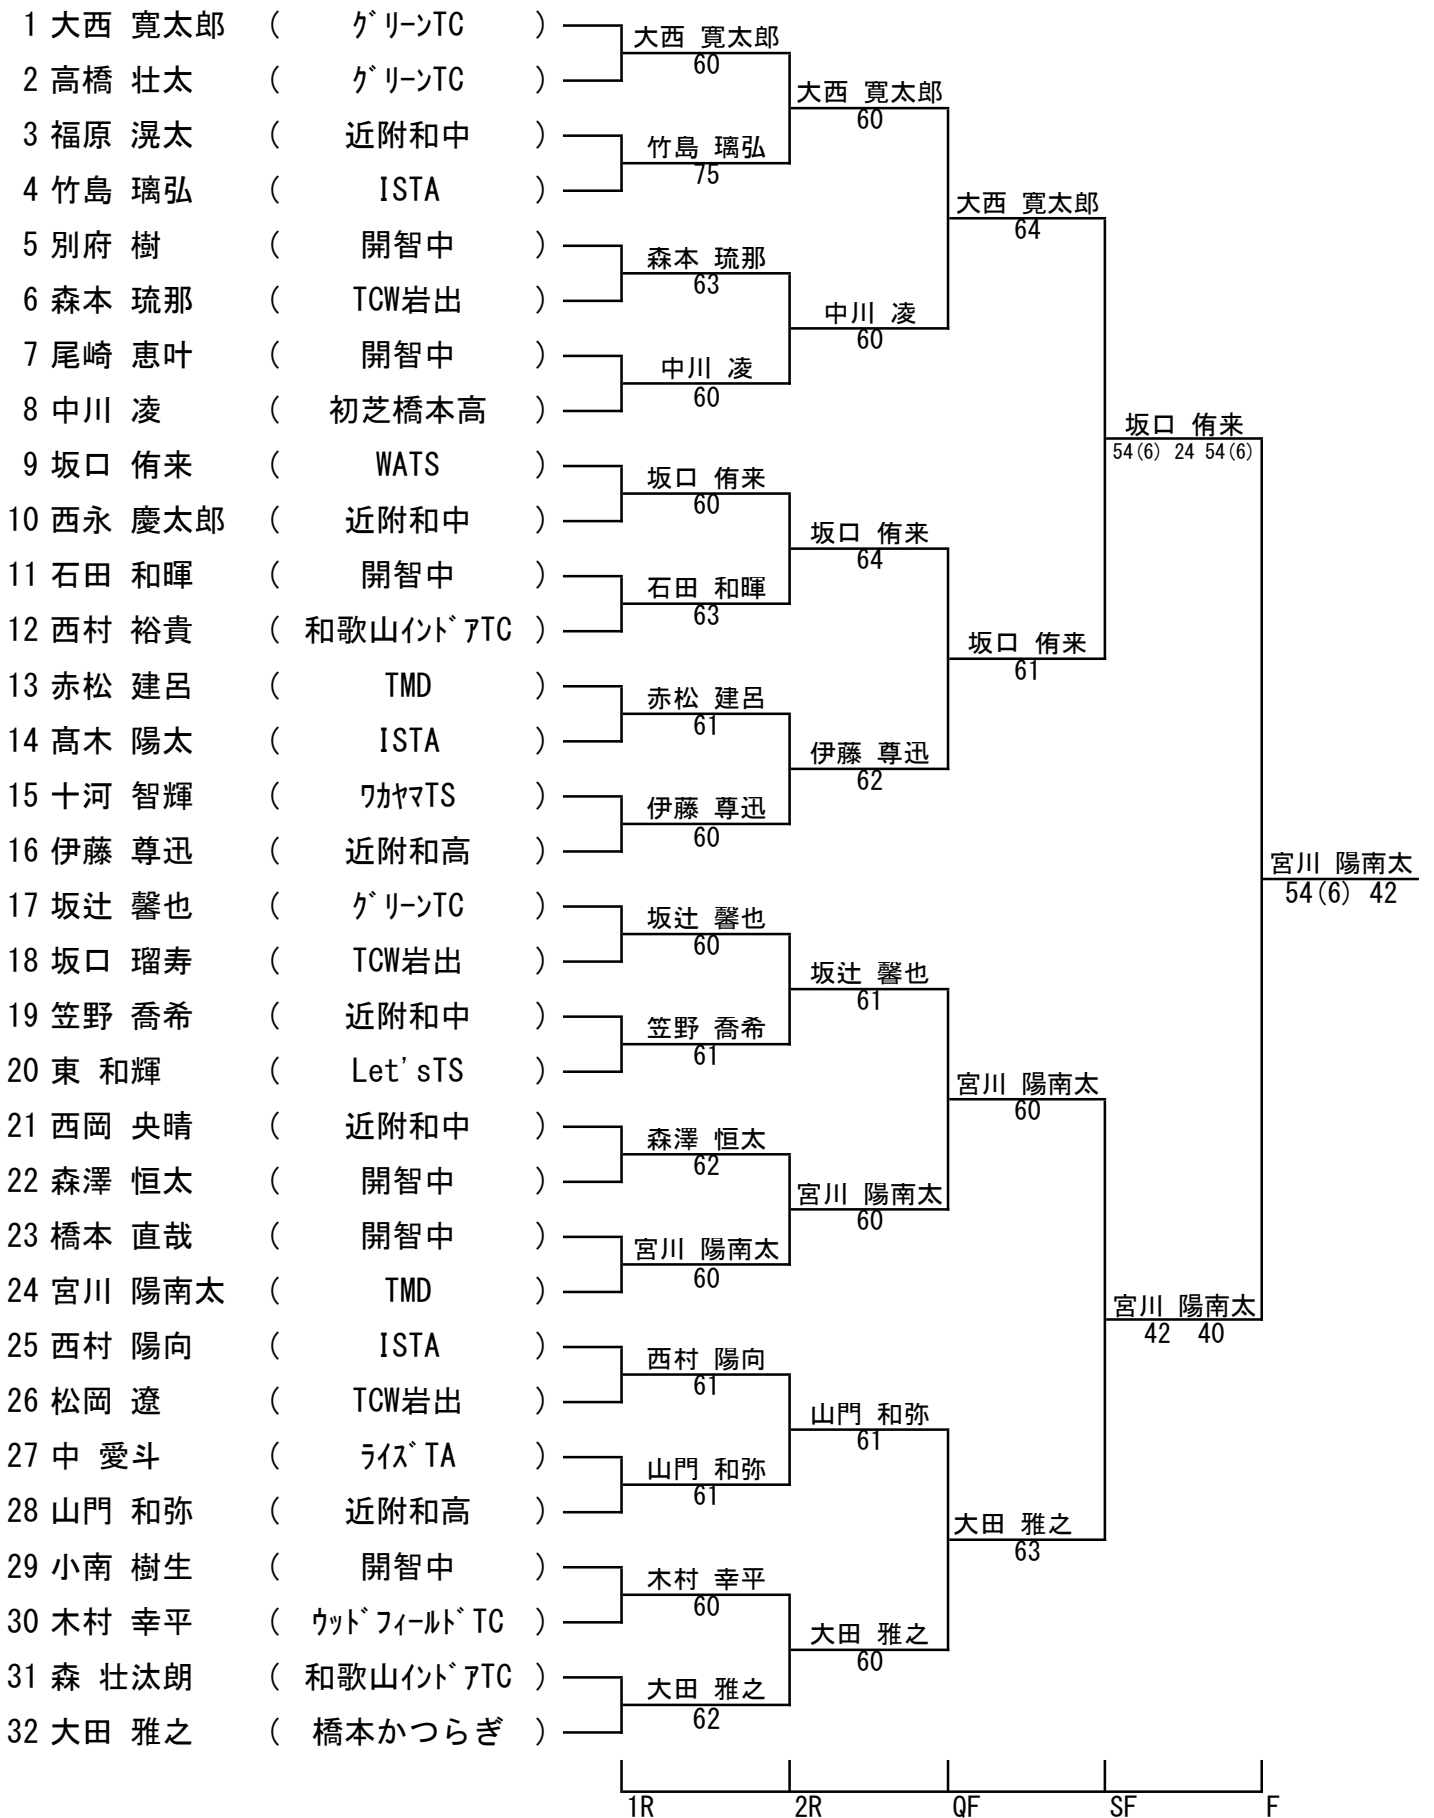 1 大西 寛太郎 ( ｸﾞﾘｰﾝTC )
2 高橋 壮太 ( ｸﾞﾘｰﾝTC )
3 福原 滉太 ( 近附和中 )
4 竹島 璃弘 ( ISTA )
5 別府 樹 ( 開智中 )
6 森本 琉那 ( TCW岩出 )
7 尾崎 恵叶 ( 開智中 )
8 中川 凌 ( 初芝橋本高 )
9 坂口 侑来 ( WATS )
10 西永 慶太郎 ( 近附和中 )
11 石田 和暉 ( 開智中 )
12 西村 裕貴 ( 和歌山ｲﾝﾄﾞｱTC )
13 赤松 建呂 ( TMD )
14 髙木 陽太 ( ISTA )
15 十河 智輝 ( ﾜｶﾔﾏTS )
16 伊藤 尊迅 ( 近附和高 )
17 坂辻 馨也 ( ｸﾞﾘｰﾝTC )
18 坂口 瑠寿 ( TCW岩出 )
19 笠野 喬希 ( 近附和中 )
20 東 和輝 ( Let'sTS )
21 西岡 央晴 ( 近附和中 )
22 森澤 恒太 ( 開智中 )
23 橋本 直哉 ( 開智中 )
24 宮川 陽南太 ( TMD )
25 西村 陽向 ( ISTA )
26 松岡 遼 ( TCW岩出 )
27 中 愛斗 ( ﾗｲｽﾞTA )
28 山門 和弥 ( 近附和高 )
29 小南 樹生 ( 開智中 )
30 木村 幸平 ( ｳｯﾄﾞﾌｨｰﾙﾄﾞTC )
31 森 壮汰朗 ( 和歌山ｲﾝﾄﾞｱTC )
32 大田 雅之 ( 橋本かつらぎ )
大西 寛太郎
60
竹島 璃弘
75
森本 琉那
63
中川 凌
60
坂口 侑来
60
石田 和暉
63
赤松 建呂
61
伊藤 尊迅
60
坂辻 馨也
60
笠野 喬希
61
森澤 恒太
62
宮川 陽南太
60
西村 陽向
61
山門 和弥
61
木村 幸平
60
大田 雅之
62
大西 寛太郎
60
中川 凌
60
坂口 侑来
64
伊藤 尊迅
62
坂辻 馨也
61
宮川 陽南太
60
山門 和弥
61
大田 雅之
60
大西 寛太郎
64
坂口 侑来
61
宮川 陽南太
60
大田 雅之
63
坂口 侑来
54(6) 24 54(6)
宮川 陽南太
42 40
宮川 陽南太
54(6) 42
1R 2R QF SF F